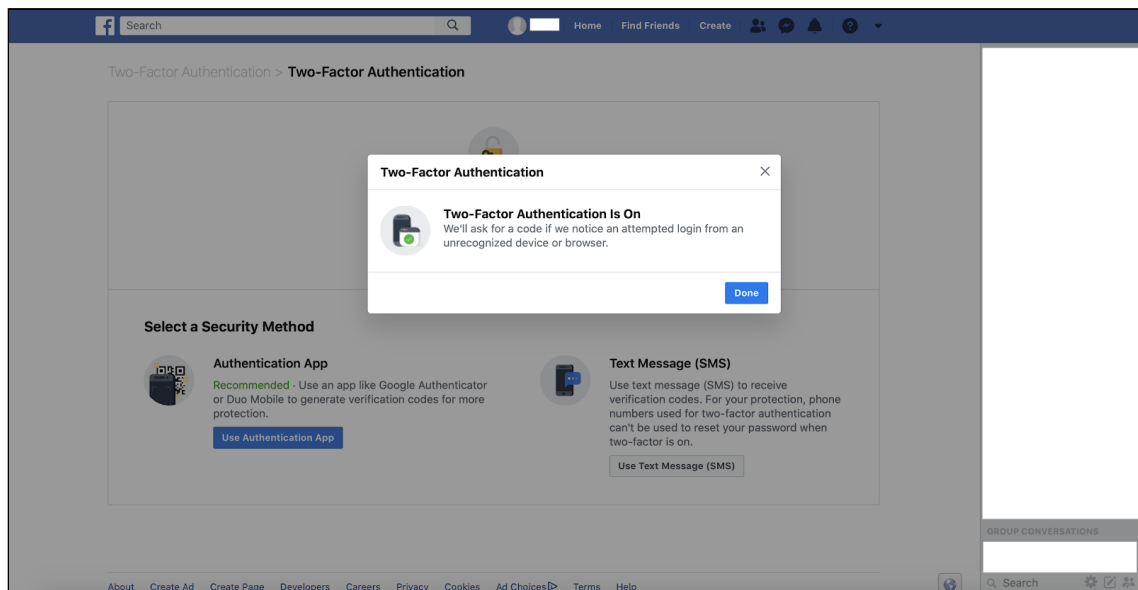 Search
Home
Find Friends
Create
Two-Factor Authentication > Two-Factor Authentication
Two-Factor Authentication
Two-Factor Authentication Is On
We'll ask for a code if we notice an attempted login from an
unrecognized device or browser.
Done
Select a Security Method
Authentication App
Recommended · Use an app like Google Authenticator
or Duo Mobile to generate verification codes for more
protection.
Use Authentication App
Text Message (SMS)
Use text message (SMS) to receive
verification codes. For your protection, phone
numbers used for two-factor authentication
can't be used to reset your password when
two-factor is on.
Use Text Message (SMS)
GROUP CONVERSATIONS
Search
About Create Ad Create Page Developers Careers Privacy Cookies Ad Choices Terms Help